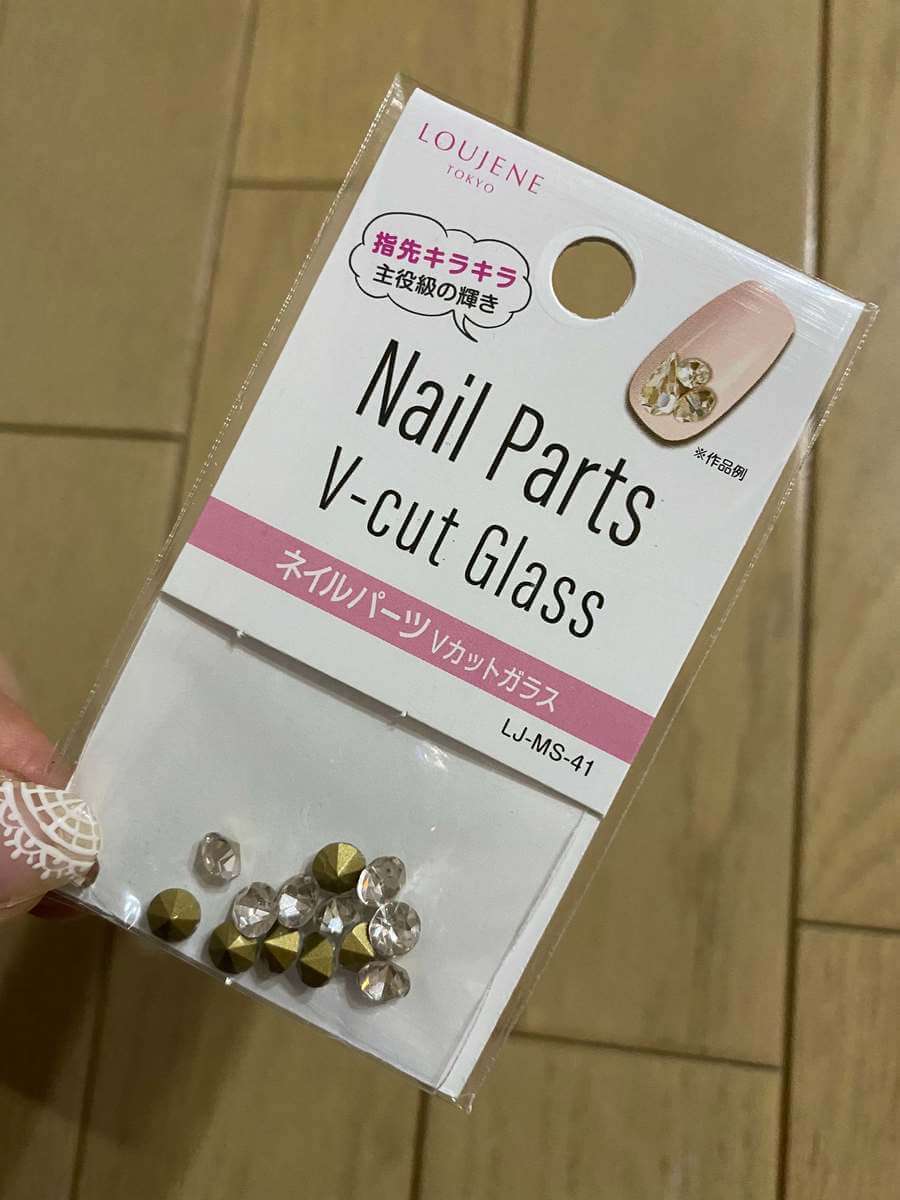 LOUJENE
TOKYO
指先キラキラ
主役級の輝き
※作品例
Nail Parts
V-cut Glass
ネイルパーツ Vカットガラス
LJ-MS-41